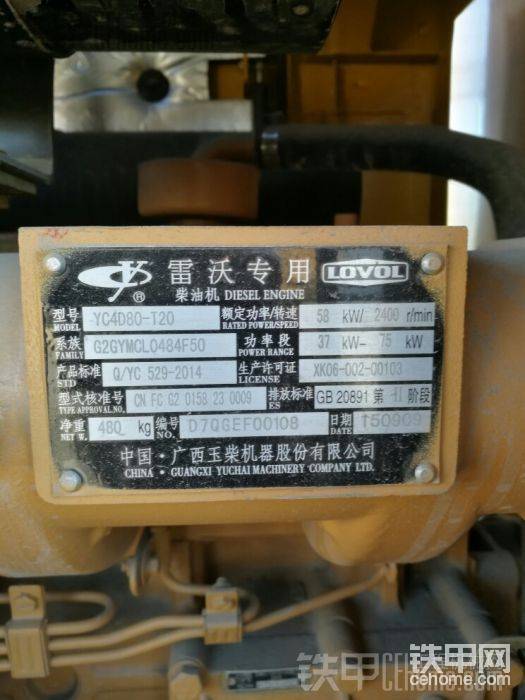 雷沃专用 LOVOL
® 柴油机 DIESEL ENGINE
型号 MODEL YC4D80-T20 额定功率/转速 RATED POWER/SPEED 58 kW/ 2400 r/min
系族 FAMILY G2GYMCL0484F50 功率段 POWER RANGE 37 kW- 75 kW
产品标准 STD Q/YC 529-2014 生产许可证 LICENSE XK06-002-00103
型式核准号 TYPE APPROVAL NO. CN FC G2 0158 23 0009 排放标准 GB 20891 第 II 阶段
净重 NET W. 480 kg 编号 NO. D7QGEF00108 日期 DATE 150909
中国·广西玉柴机器股份有限公司
CHINA · GUANGXI YUCHAI MACHINERY COMPANY LTD.
铁甲网
cehome.com